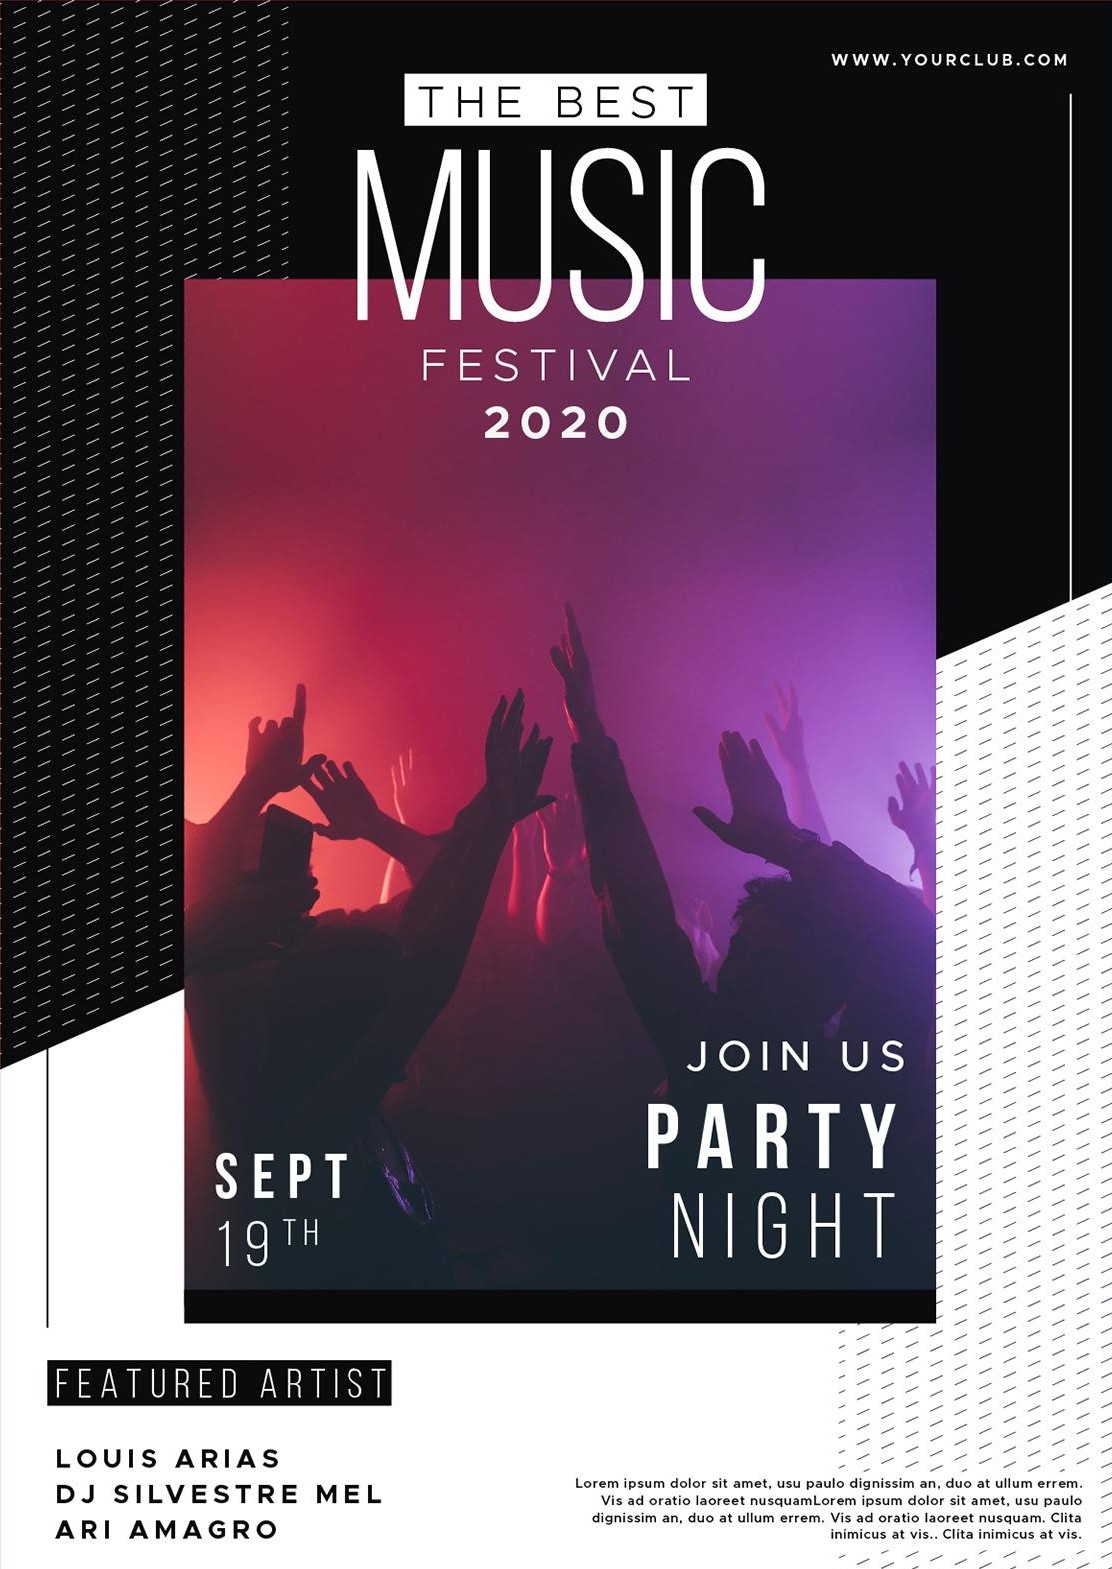 WWW.YOURCLUB.COM
THE BEST
MUSIC
FESTIVAL
2020
JOIN US
PARTY
NIGHT
SEPT
19TH
FEATURED ARTIST
LOUIS ARIAS
DJ SILVESTRE MEL
ARI AMAGRO
Lorem ipsum dolor sit amet, usu paulo dignissim an, duo at ullum errem.
Vis ad oratio laoreet nusquamLorem ipsum dolor sit amet, usu paulo
dignissim an, duo at ullum errem. Vis ad oratio laoreet nusquam. Clita
inimicus at vis.. Clita inimicus at vis.